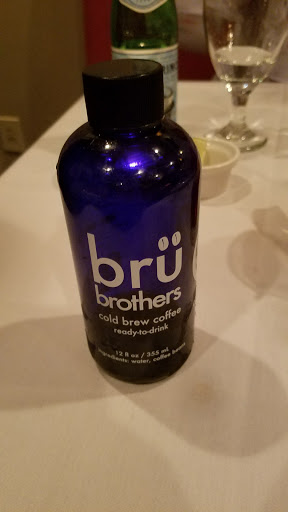 brü
brothers
cold brew coffee
ready-to-drink
12 fl oz / 355 ml
ingredients: water, coffee beans